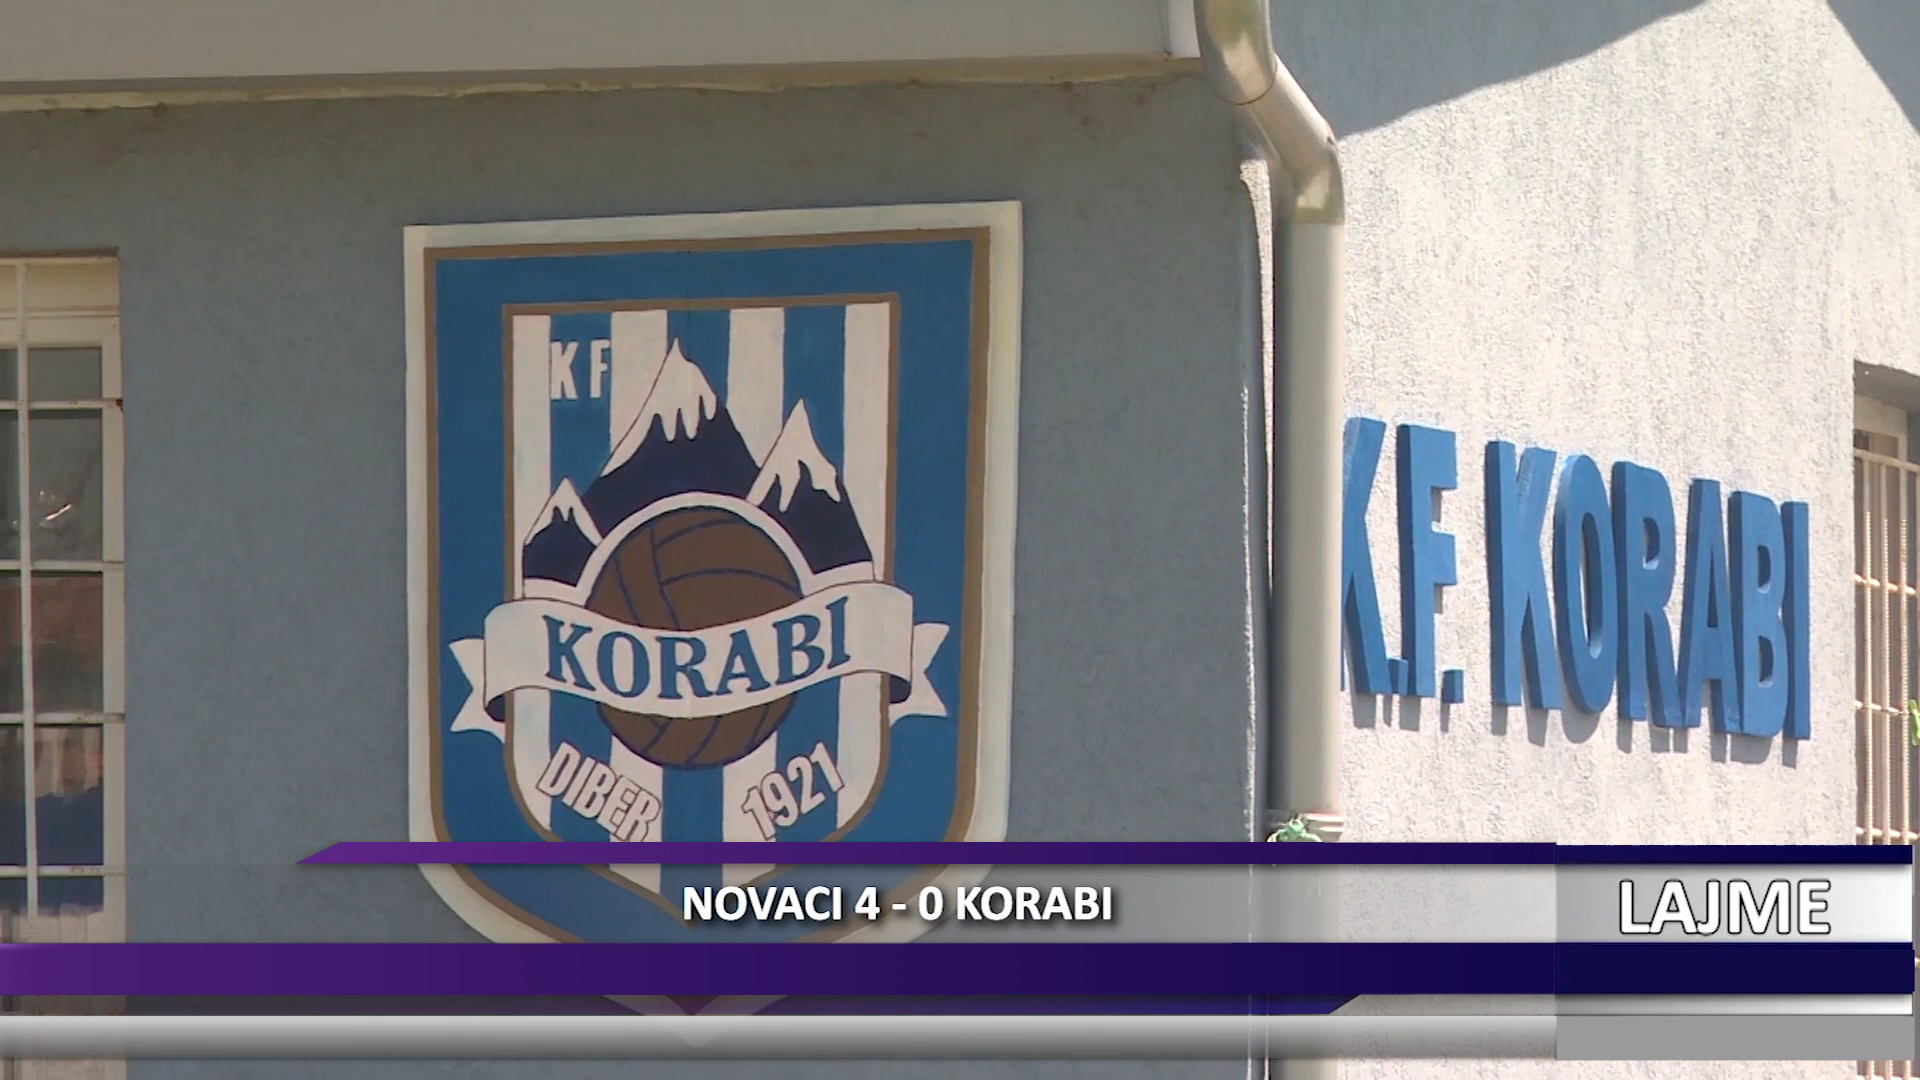 KF
KORABI
DIBER 1921
K.F. KORABI
NOVACI 4 - 0 KORABI
LAJME